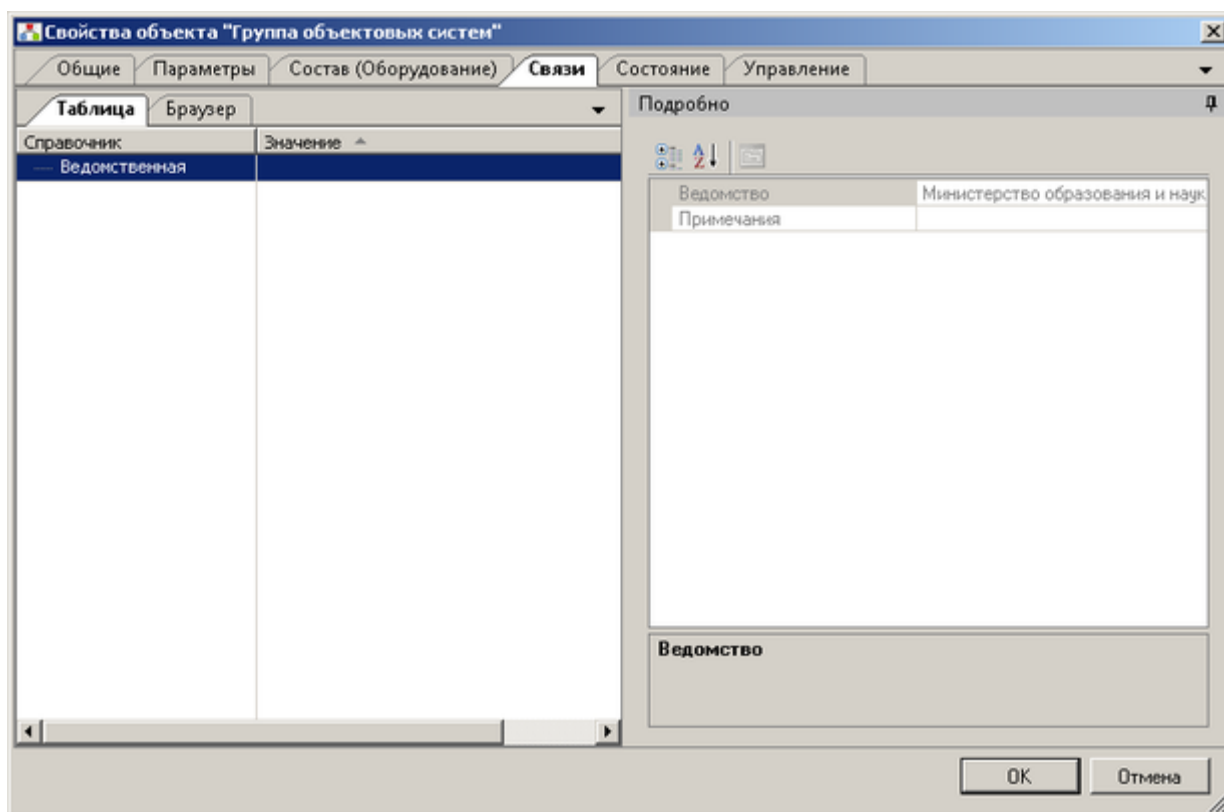 Свойства объекта "Группа объектовых систем"
Общие Параметры Состав (Оборудование) Связи Состояние Управление
Таблица Браузер
Справочник Значение
Ведомственная
Подробно
Ведомство Министерство образования и наук
Примечания
Ведомство
OK Отмена